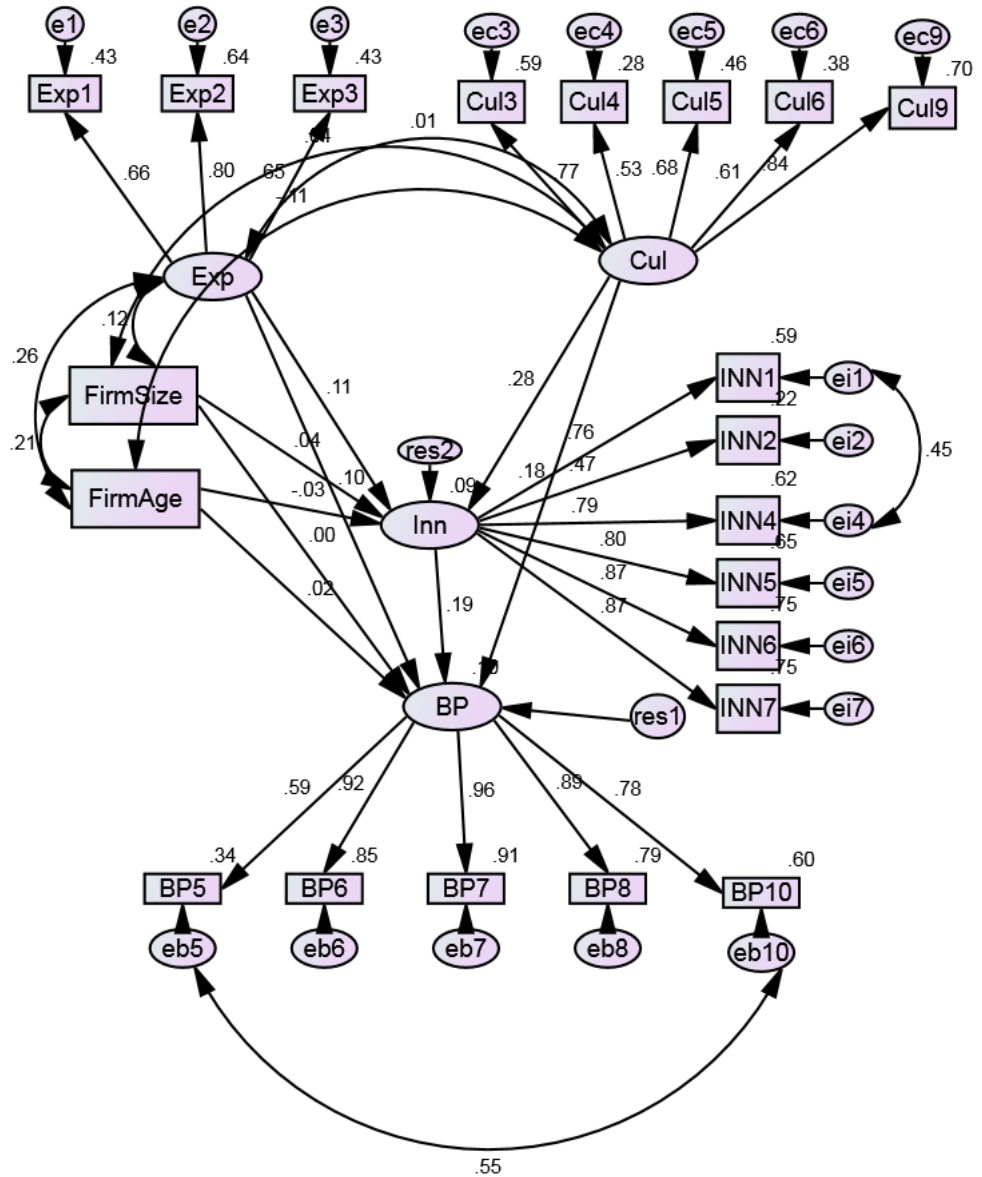 e1 e2 e3 ec3 ec4 ec5 ec6 ec9
.43 .64 .43 .59 .28 .46 .38 .70
Exp1 Exp2 Exp3 Cul3 Cul4 Cul5 Cul6 Cul9
.01
.66 .80 .65 .77 .53 .68 .61 .84
-.11
Exp Cul
.12
.26
.59
FirmSize .11 .28 INN1 ei1
.22
.21 .04 .76 INN2 ei2 .45
res2
.10 .09 .18 .47 .62
FirmAge -.03 Inn .79 INN4 ei4
.00 .80 .65
.02 .87 INN5 ei5
.19 .87 .75
INN6 ei6
.75
BP res1 INN7 ei7
.59 .92 .96 .89 .78
.34 .85 .91 .79 .60
BP5 BP6 BP7 BP8 BP10
eb5 eb6 eb7 eb8 eb10
.55